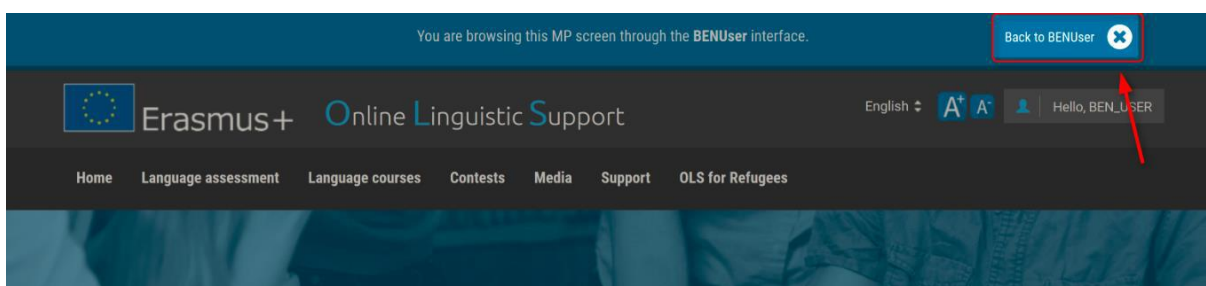 You are browsing this MP screen through the BENUser interface.
Back to BENUser
Erasmus+
Online Linguistic Support
English
A+ A-
Hello, BEN_USER
Home Language assessment Language courses Contests Media Support OLS for Refugees